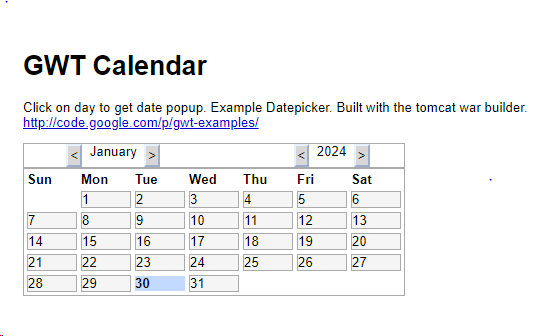 GWT Calendar
Click on day to get date popup. Example Datepicker. Built with the tomcat war builder.
http://code.google.com/p/gwt-examples/
< January > < 2024 >
Sun Mon Tue Wed Thu Fri Sat
1 2 3 4 5 6
7 8 9 10 11 12 13
14 15 16 17 18 19 20
21 22 23 24 25 26 27
28 29 30 31